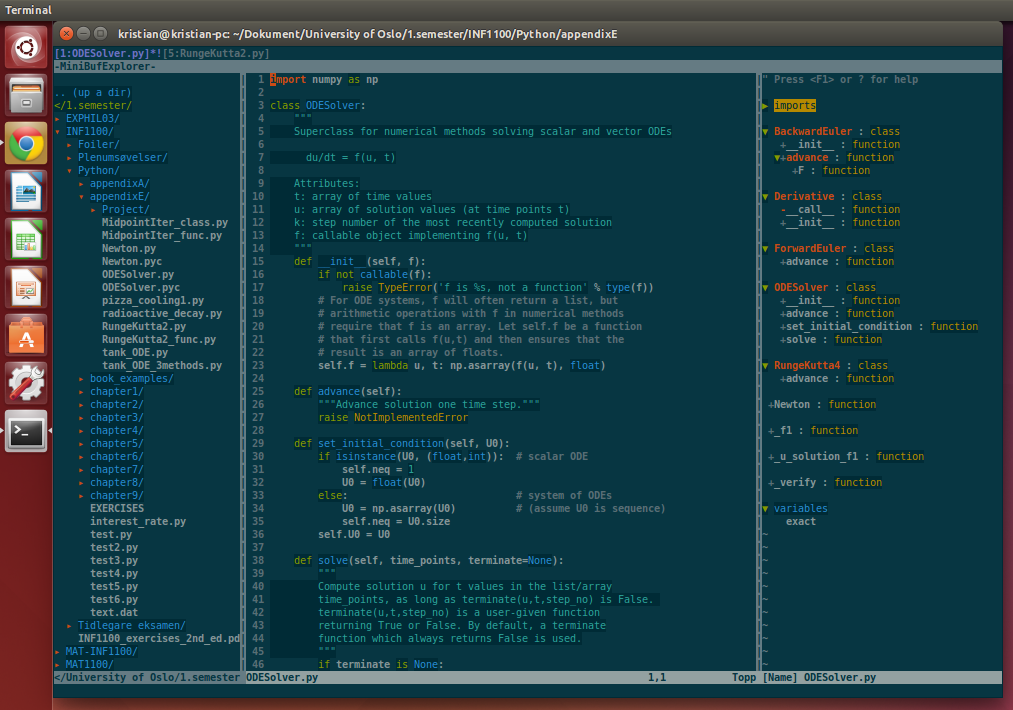 Terminal
kristian@kristian-pc: ~/Dokument/University of Oslo/1.semester/INF1100/Python/appendixE
[1:ODESolver.py]*![5:RungeKutta2.py]
-MiniBufExplorer-
.. (up a dir)
</1.semester/
▸ EXPHIL03/
▾ INF1100/
▸ Foiler/
▸ Plenumsøvelser/
▾ Python/
▸ appendixA/
▾ appendixE/
▸ Project/
MidpointIter_class.py
MidpointIter_func.py
Newton.py
Newton.pyc
ODESolver.py
ODESolver.pyc
pizza_cooling1.py
radioactive_decay.py
RungeKutta2.py
RungeKutta2_func.py
tank_ODE.py
tank_ODE_3methods.py
▸ book_examples/
▸ chapter1/
▸ chapter2/
▸ chapter3/
▸ chapter4/
▸ chapter5/
▸ chapter6/
▸ chapter7/
▸ chapter8/
▸ chapter9/
EXERCISES
interest_rate.py
test.py
test2.py
test3.py
test4.py
test5.py
test6.py
text.dat
▸ Tidlegare eksamen/
INF1100_exercises_2nd_ed.pd
▸ MAT-INF1100/
▸ MAT1100/
</University of Oslo/1.semester
1 import numpy as np
2
3 class ODESolver:
4     """
5     Superclass for numerical methods solving scalar and vector ODEs
6
7       du/dt = f(u, t)
8
9     Attributes:
10     t: array of time values
11     u: array of solution values (at time points t)
12     k: step number of the most recently computed solution
13     f: callable object implementing f(u, t)
14     """
15     def __init__(self, f):
16         if not callable(f):
17             raise TypeError('f is %s, not a function' % type(f))
18         # For ODE systems, f will often return a list, but
19         # arithmetic operations with f in numerical methods
20         # require that f is an array. Let self.f be a function
21         # that first calls f(u,t) and then ensures that the
22         # result is an array of floats.
23         self.f = lambda u, t: np.asarray(f(u, t), float)
24
25     def advance(self):
26         """Advance solution one time step."""
27         raise NotImplementedError
28
29     def set_initial_condition(self, U0):
30         if isinstance(U0, (float,int)):  # scalar ODE
31             self.neq = 1
32             U0 = float(U0)
33         else:                            # system of ODEs
34             U0 = np.asarray(U0)          # (assume U0 is sequence)
35             self.neq = U0.size
36         self.U0 = U0
37
38     def solve(self, time_points, terminate=None):
39         """
40         Compute solution u for t values in the list/array
41         time_points, as long as terminate(u,t,step_no) is False.
42         terminate(u,t,step_no) is a user-given function
43         returning True or False. By default, a terminate
44         function which always returns False is used.
45         """
46         if terminate is None:
ODESolver.py 1,1 Topp
" Press <F1> or ? for help
▶ imports
▼ BackwardEuler : class
+__init__ : function
▼+advance : function
+F : function
▼ Derivative : class
-__call__ : function
+__init__ : function
▼ ForwardEuler : class
+advance : function
▼ ODESolver : class
+__init__ : function
+advance : function
+set_initial_condition : function
+solve : function
▼ RungeKutta4 : class
+advance : function
+Newton : function
+_f1 : function
+_u_solution_f1 : function
+_verify : function
▼ variables
exact
~
~
~
~
~
~
~
~
~
~
~
[Name] ODESolver.py